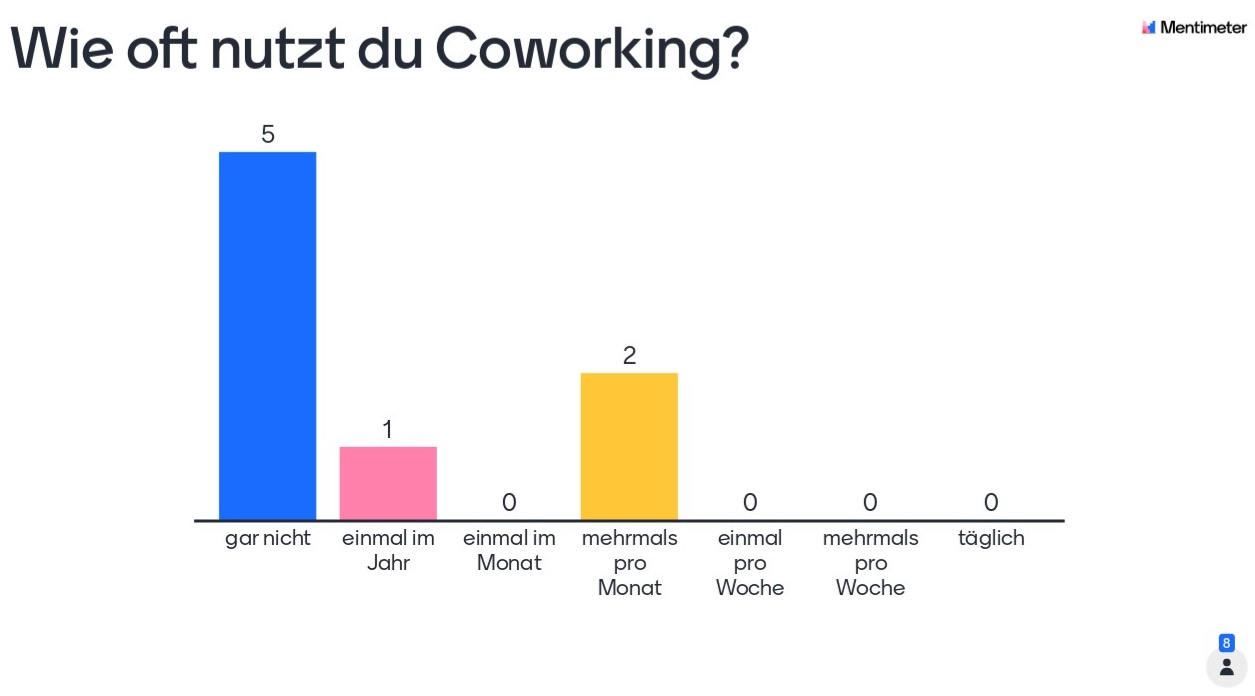 Wie oft nutzt du Coworking?
Mentimeter
5
1
0
2
0
0
0
gar nicht
einmal im
Jahr
einmal im
Monat
mehrmals
pro
Monat
einmal
pro
Woche
mehrmals
pro
Woche
täglich
8